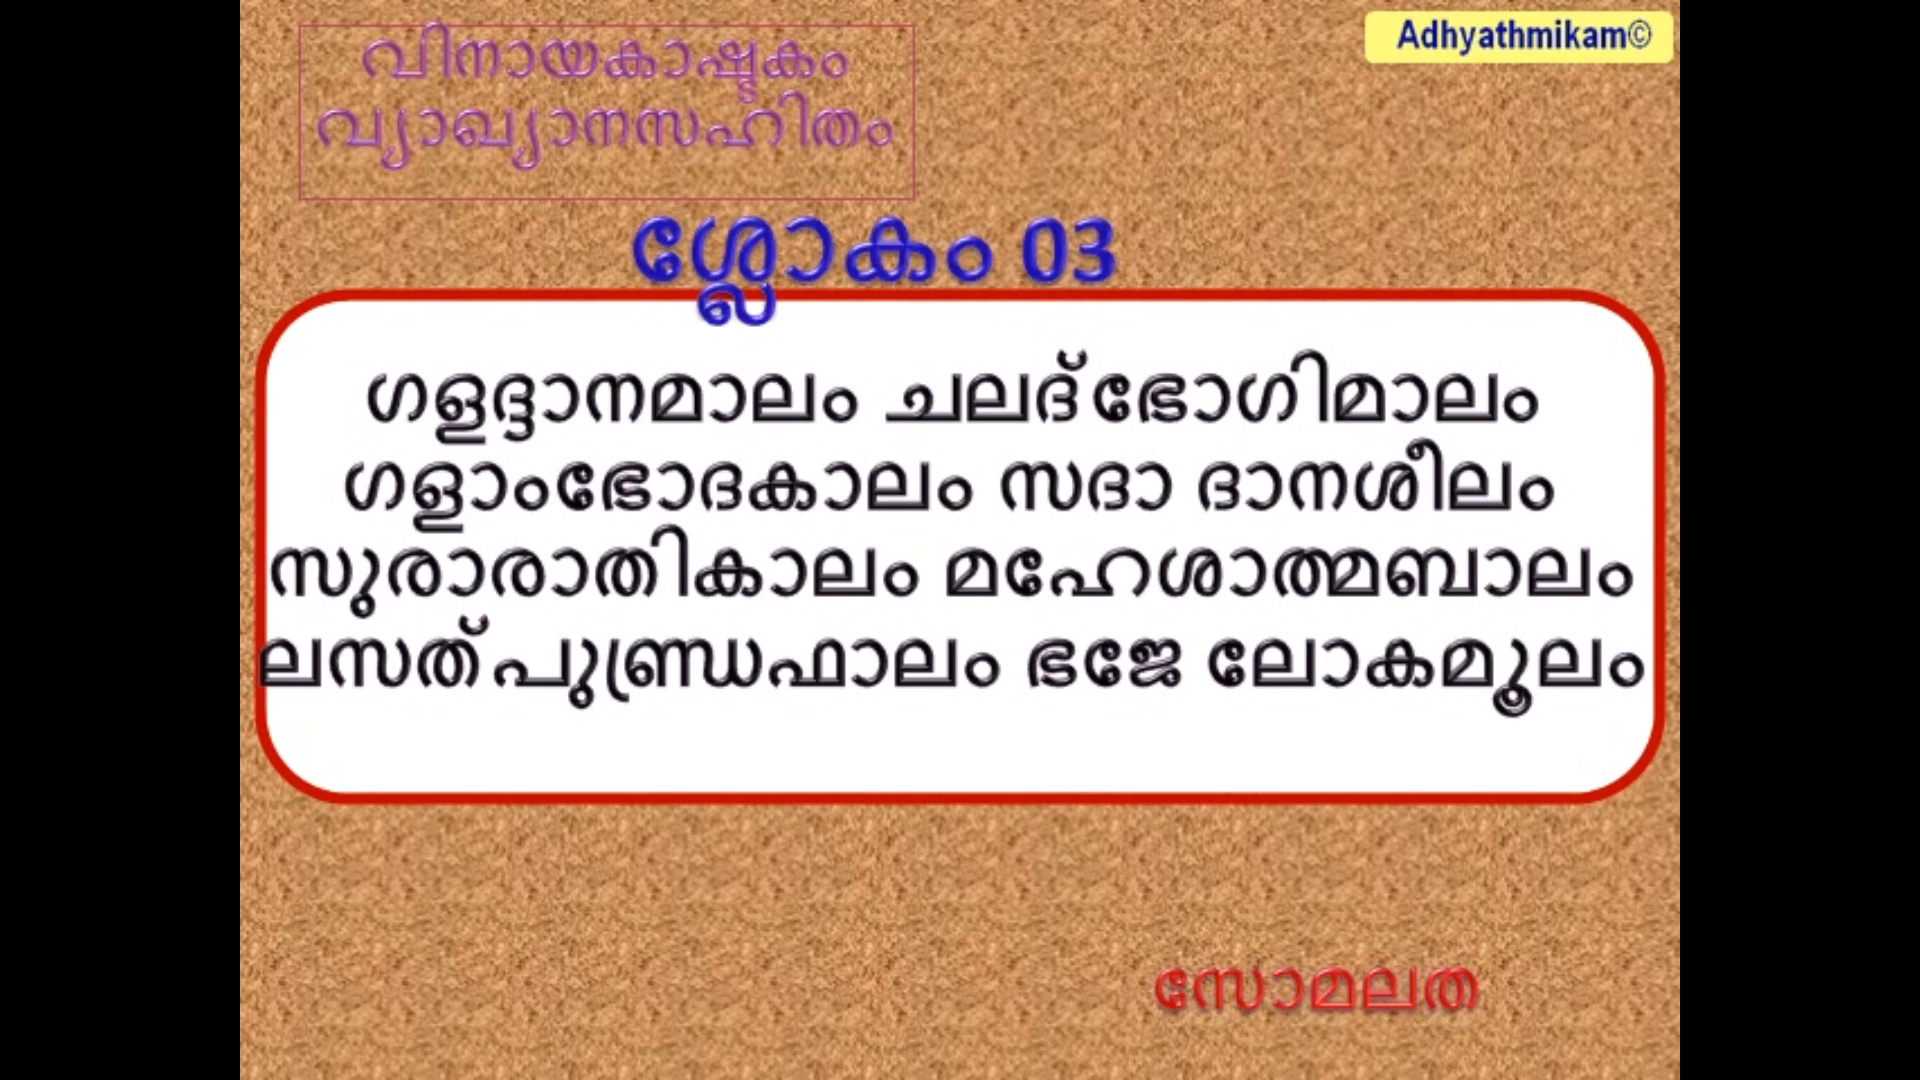 Adhyathmikam©
വിനായകാഷ്ടകം
വ്യാഖ്യാനസഹിതം
ശ്ലോകം 03
ഗളദ്ദാനമാലം ചലദ്ഭോഗിമാലം
ഗളാംഭോദകാലം സദാ ദാനശീലം
സുരാരാതികാലം മഹേശാത്മബാലം
ലസത്പുണ്ഡ്രഫാലം ഭജേ ലോകമൂലം
സോമലത